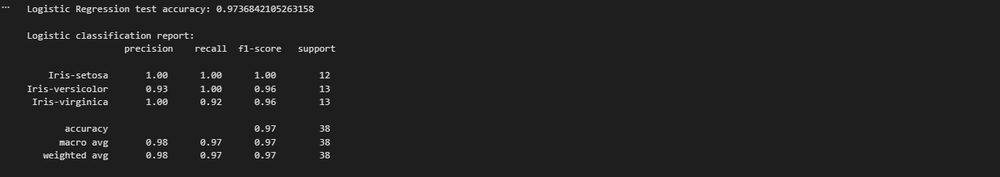 Logistic Regression test accuracy: 0.9736842105263158
Logistic classification report:
precision recall f1-score support
Iris-setosa 1.00 1.00 1.00 12
Iris-versicolor 0.93 1.00 0.96 13
Iris-virginica 1.00 0.92 0.96 13
accuracy 0.97 38
macro avg 0.98 0.97 0.97 38
weighted avg 0.98 0.97 0.97 38